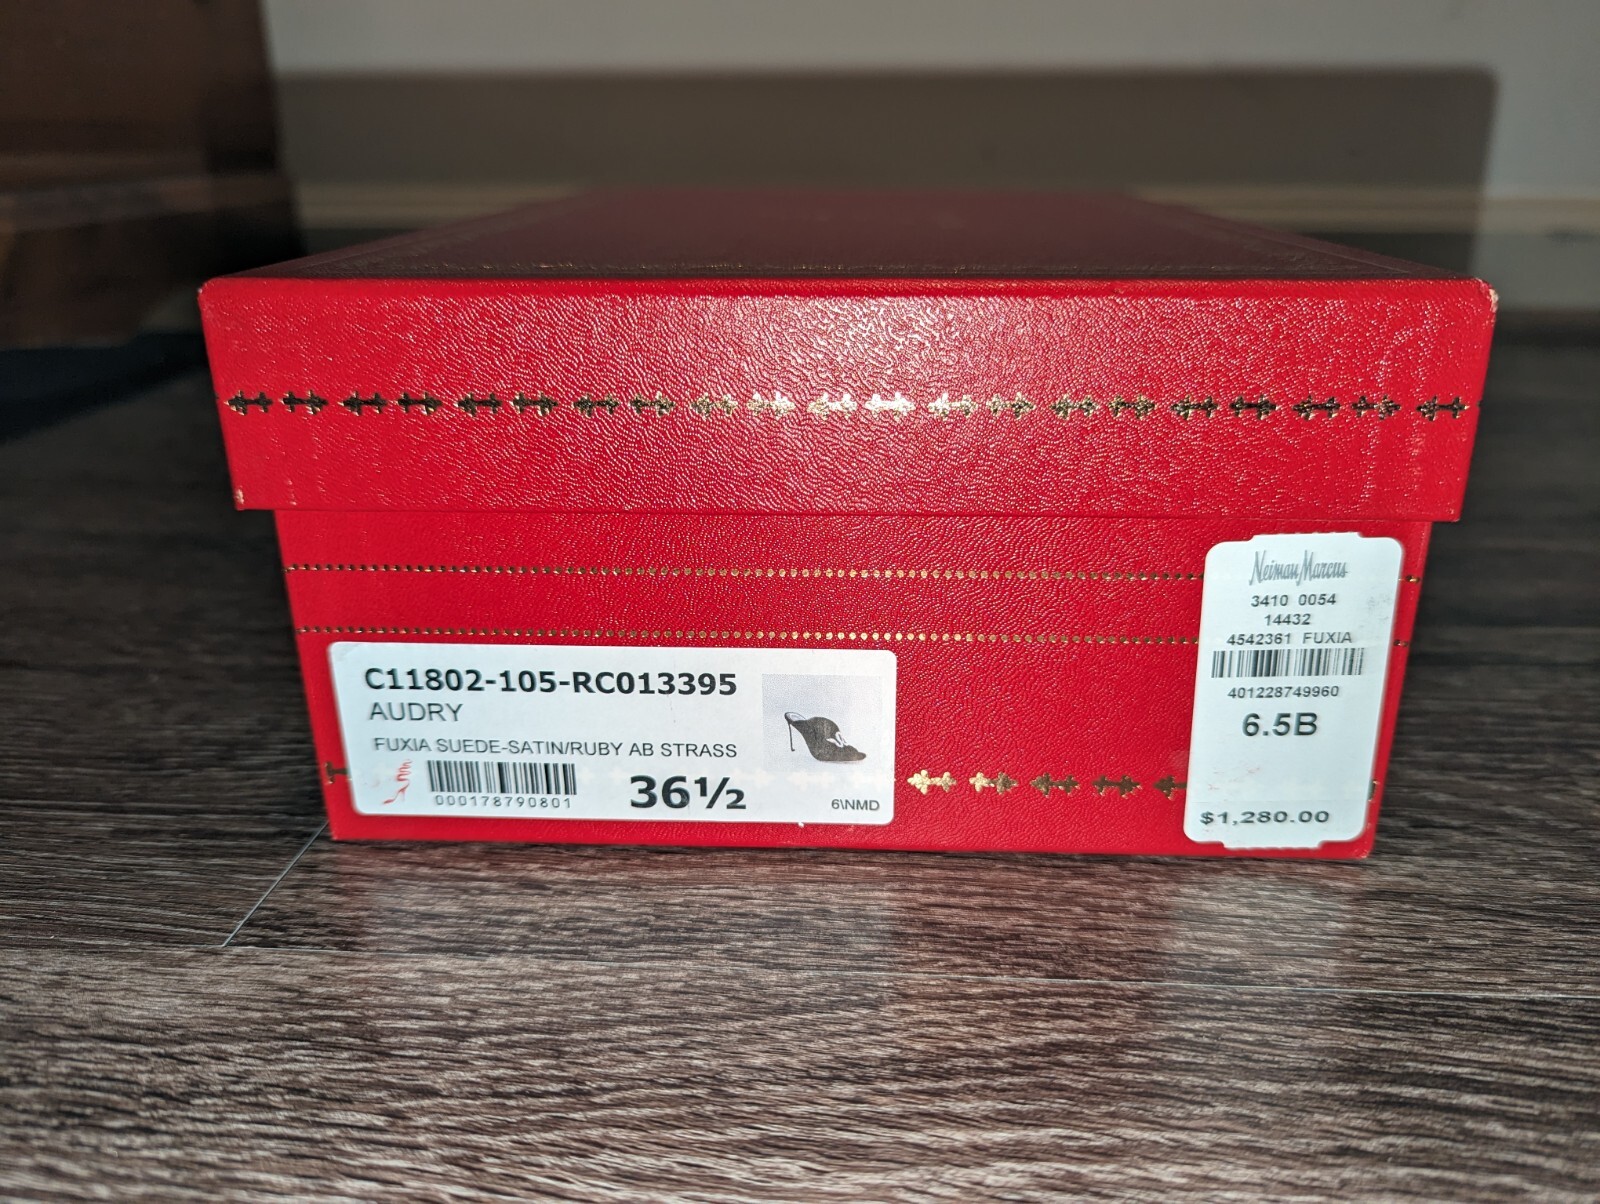 C11802-105-RC013395
AUDRY
FUXIA SUEDE-SATIN/RUBY AB STRASS
000178790801
36½
6\NMD
Neiman Marcus
3410 0054
14432
4542361 FUXIA
401228749960
6.5B
$1,280.00